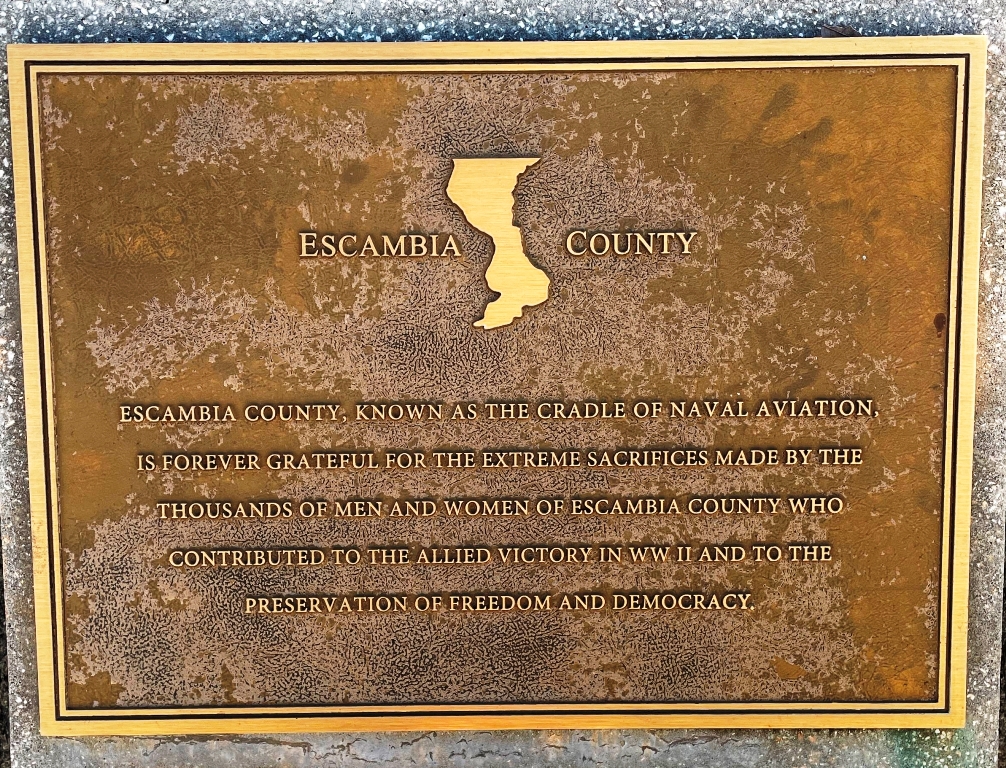 ESCAMBIA COUNTY
ESCAMBIA COUNTY, KNOWN AS THE CRADLE OF NAVAL AVIATION,
IS FOREVER GRATEFUL FOR THE EXTREME SACRIFICES MADE BY THE
THOUSANDS OF MEN AND WOMEN OF ESCAMBIA COUNTY WHO
CONTRIBUTED TO THE ALLIED VICTORY IN WW II AND TO THE
PRESERVATION OF FREEDOM AND DEMOCRACY.